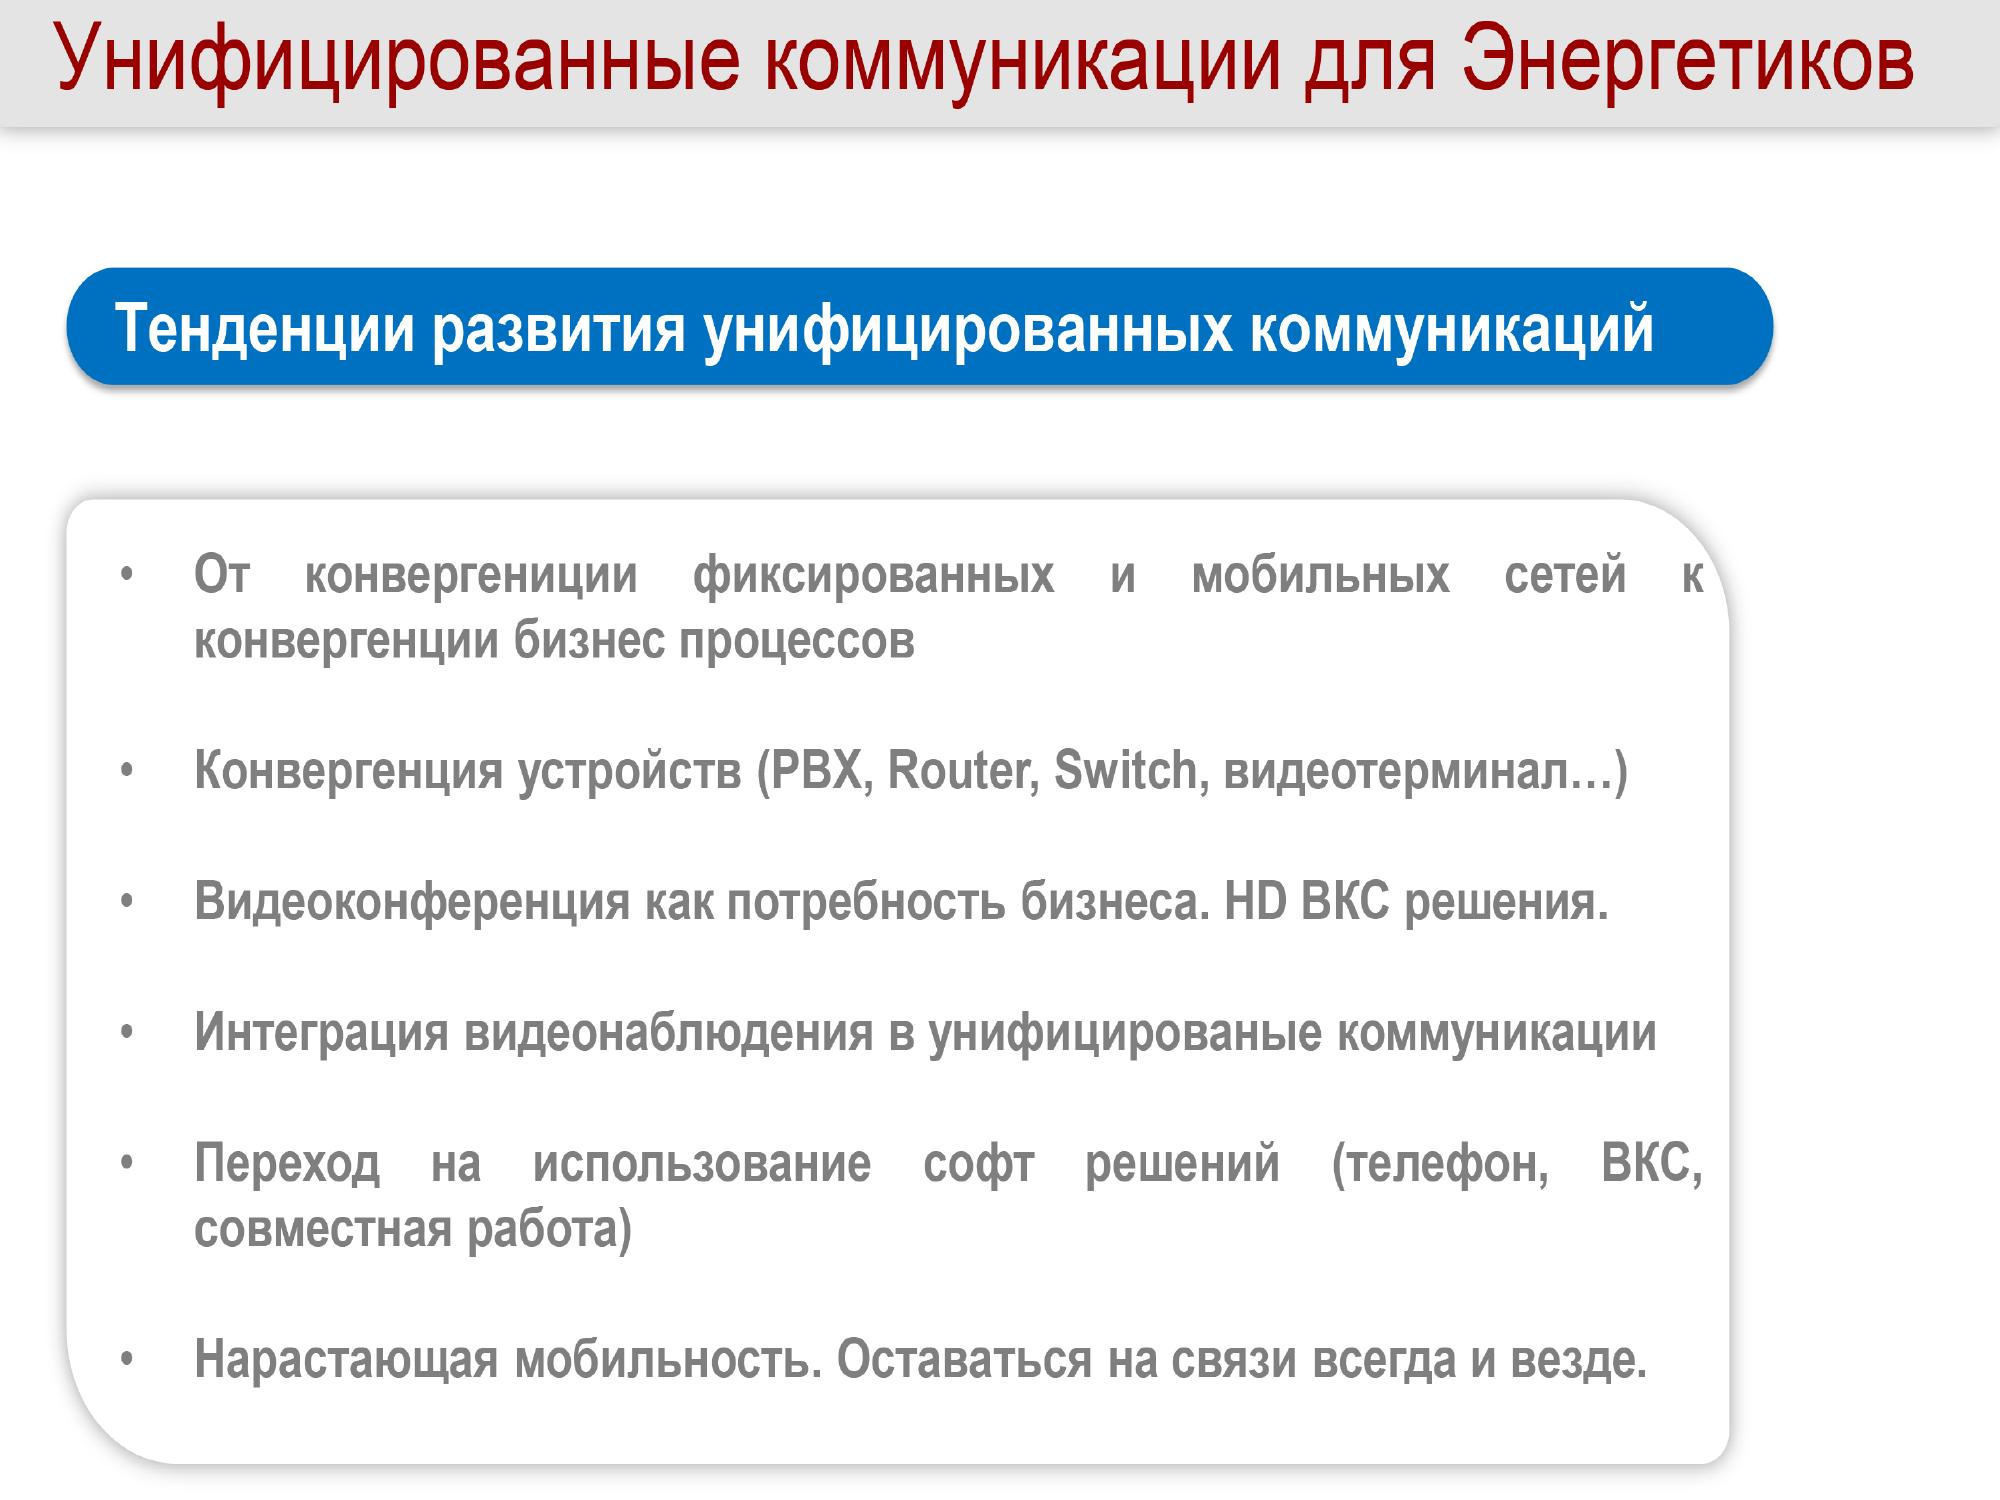 Унифицированные коммуникации для Энергетиков
Тенденции развития унифицированных коммуникаций
• От конвергениции фиксированных и мобильных сетей к
конвергенции бизнес процессов
• Конвергенция устройств (PBX, Router, Switch, видеотерминал…)
• Видеоконференция как потребность бизнеса. HD ВКС решения.
• Интеграция видеонаблюдения в унифицированые коммуникации
• Переход на использование софт решений (телефон, ВКС,
совместная работа)
• Нарастающая мобильность. Оставаться на связи всегда и везде.